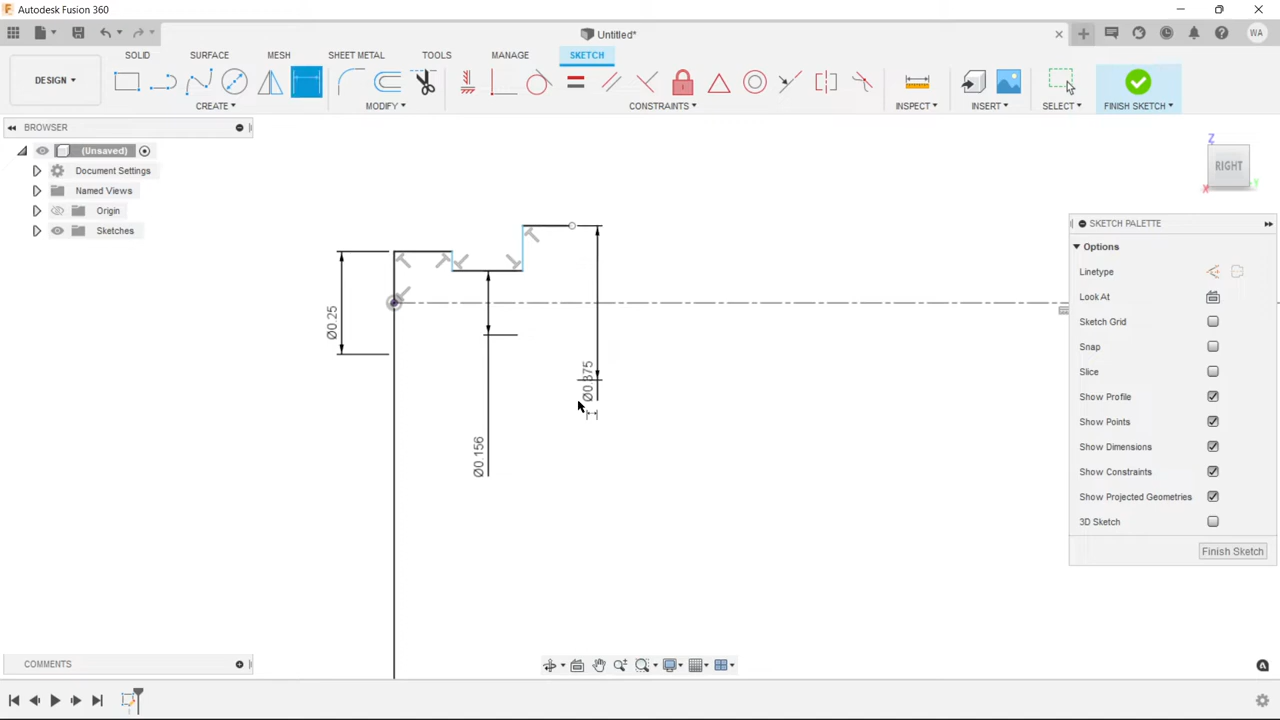 Autodesk Fusion 360
Untitled*
WA
DESIGN
SOLID
SURFACE
MESH
SHEET METAL
TOOLS
MANAGE
SKETCH
CREATE
MODIFY
CONSTRAINTS
INSPECT
INSERT
SELECT
FINISH SKETCH
BROWSER
(Unsaved)
Document Settings
Named Views
Origin
Sketches
Z
RIGHT
X
Y
SKETCH PALETTE
Options
Linetype
Look At
Sketch Grid
Snap
Slice
Show Profile
Show Points
Show Dimensions
Show Constraints
Show Projected Geometries
3D Sketch
Finish Sketch
Ø0.25
Ø0.156
Ø0.375
COMMENTS